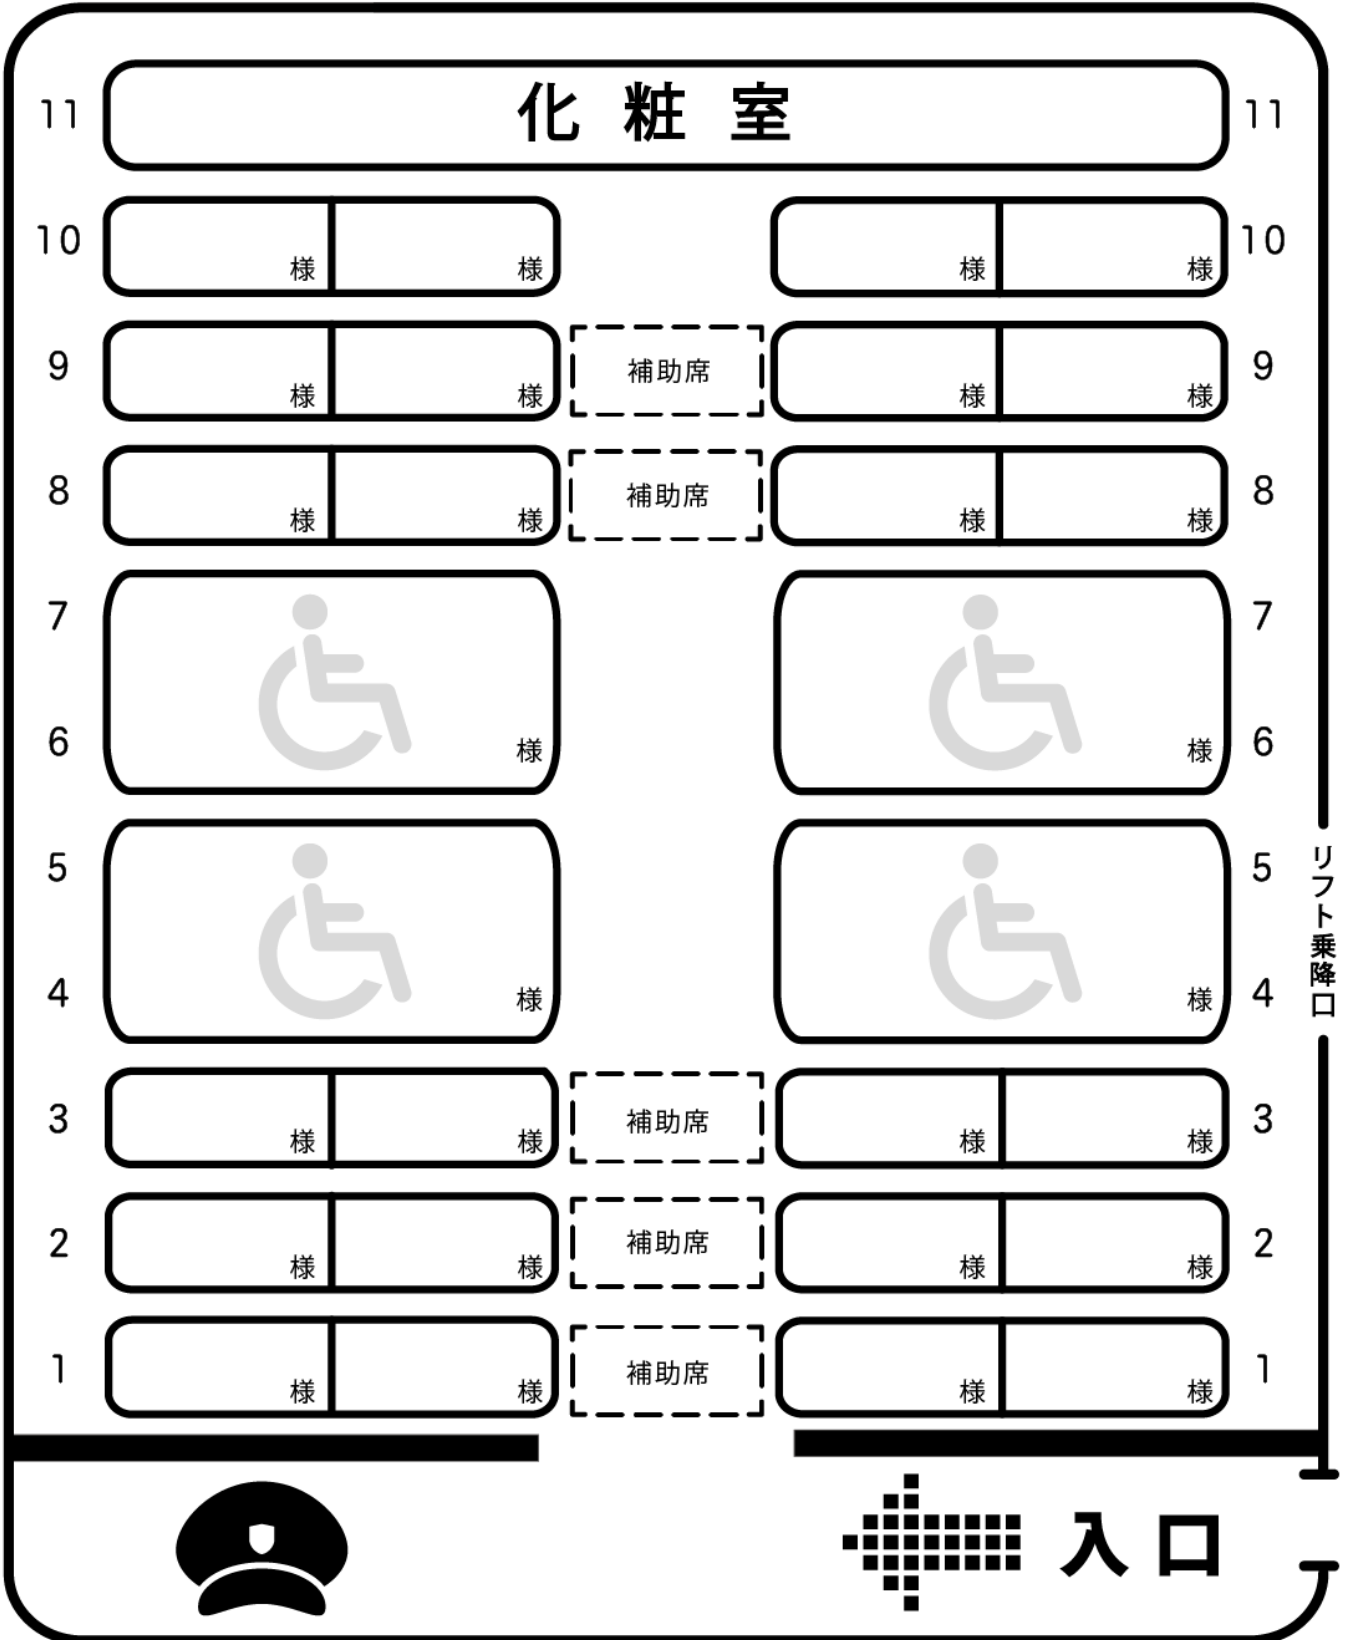 11 化粧室 11
10 様 様 様 様 10
9 様 様 補助席 様 様 9
8 様 様 補助席 様 様 8
7 7
6 様 様 6
5 5
リフト乗降口
4 様 様 4
3 様 様 補助席 様 様 3
2 様 様 補助席 様 様 2
1 様 様 補助席 様 様 1
入口